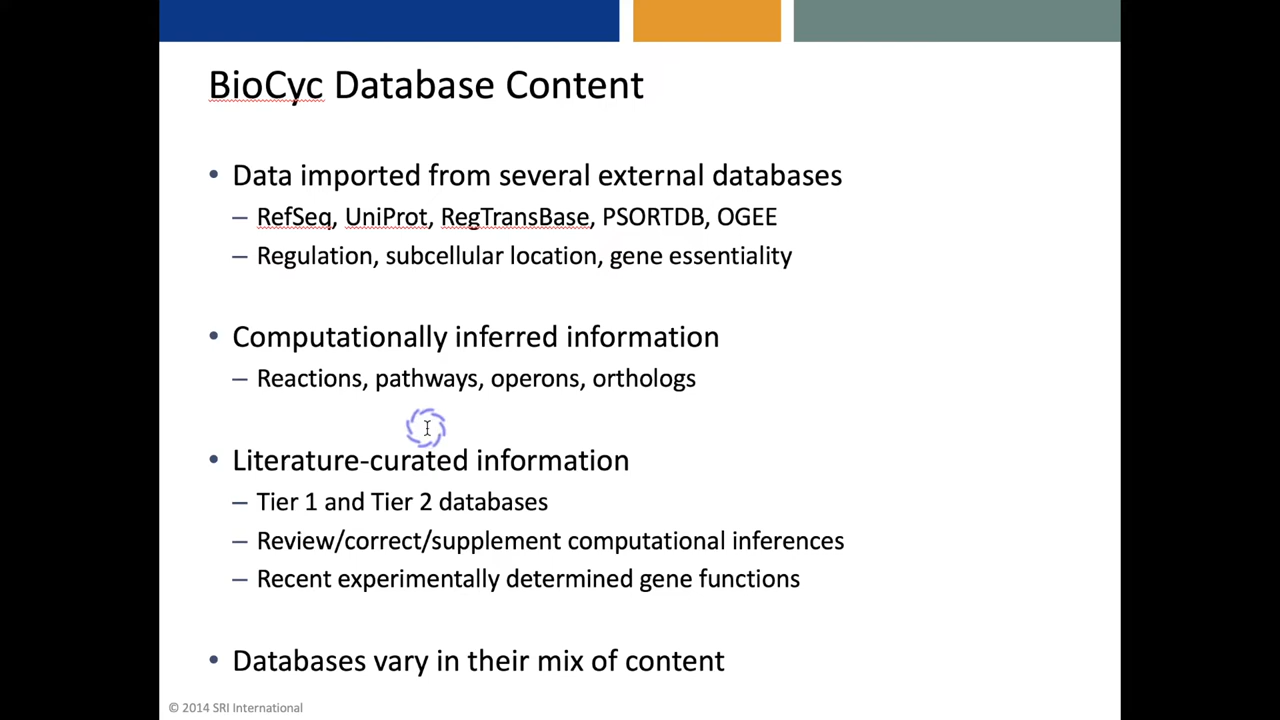 BioCyc Database Content
• Data imported from several external databases
– RefSeq, UniProt, RegTransBase, PSORTDB, OGEE
– Regulation, subcellular location, gene essentiality
• Computationally inferred information
– Reactions, pathways, operons, orthologs
• Literature-curated information
– Tier 1 and Tier 2 databases
– Review/correct/supplement computational inferences
– Recent experimentally determined gene functions
• Databases vary in their mix of content
© 2014 SRI International